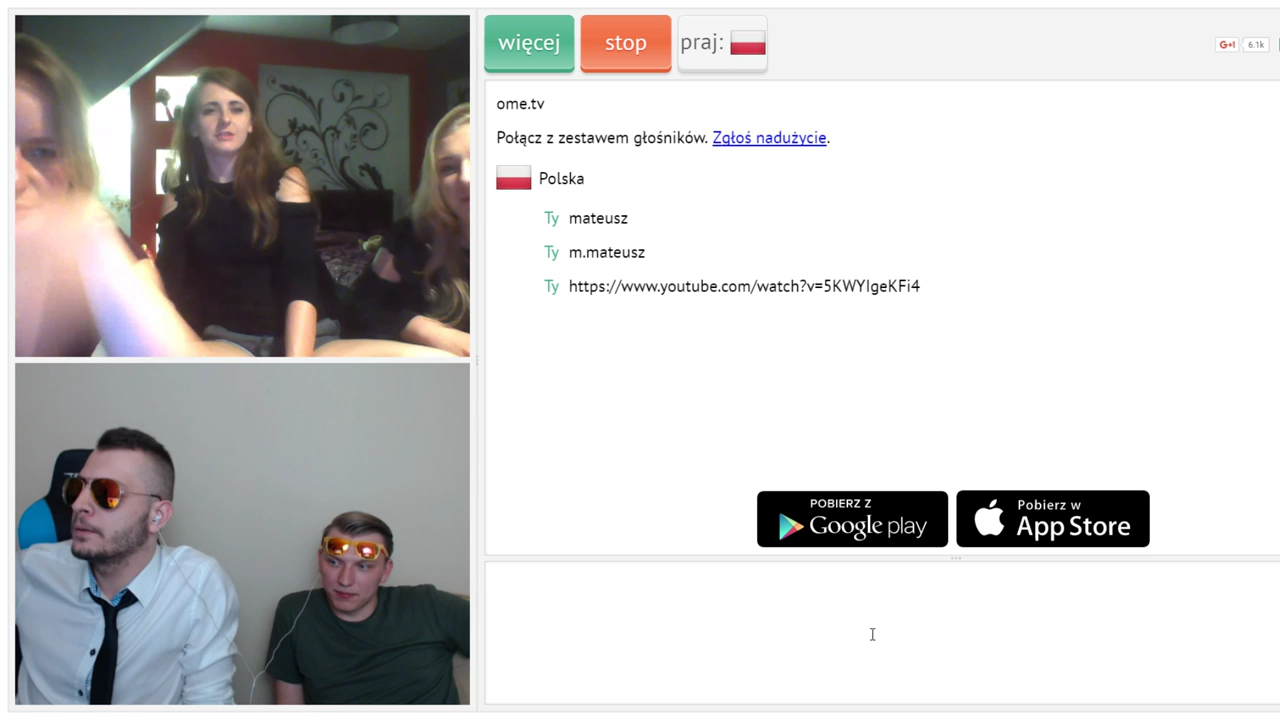 więcej
stop
praj:
G+1 6.1k
ome.tv
Połącz z zestawem głośników. Zgłoś nadużycie.
Polska
Ty mateusz
Ty m.mateusz
Ty https://www.youtube.com/watch?v=5KWYIgeKFi4
POBIERZ Z
Google play
Pobierz w
App Store